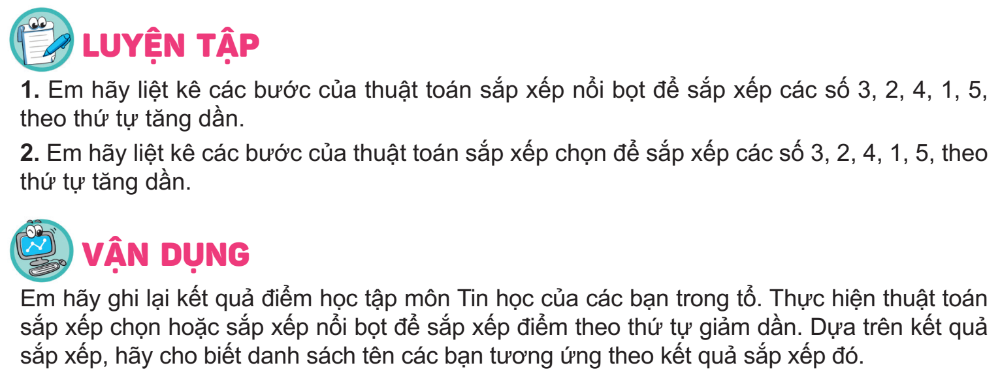 LUYỆN TẬP
1. Em hãy liệt kê các bước của thuật toán sắp xếp nổi bọt để sắp xếp các số 3, 2, 4, 1, 5,
theo thứ tự tăng dần.
2. Em hãy liệt kê các bước của thuật toán sắp xếp chọn để sắp xếp các số 3, 2, 4, 1, 5, theo
thứ tự tăng dần.
VẬN DỤNG
Em hãy ghi lại kết quả điểm học tập môn Tin học của các bạn trong tổ. Thực hiện thuật toán
sắp xếp chọn hoặc sắp xếp nổi bọt để sắp xếp điểm theo thứ tự giảm dần. Dựa trên kết quả
sắp xếp, hãy cho biết danh sách tên các bạn tương ứng theo kết quả sắp xếp đó.